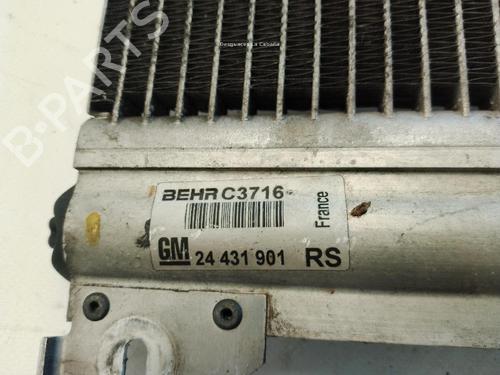 BEHR C3716
France
GM 24 431 901 RS
B-PARTS